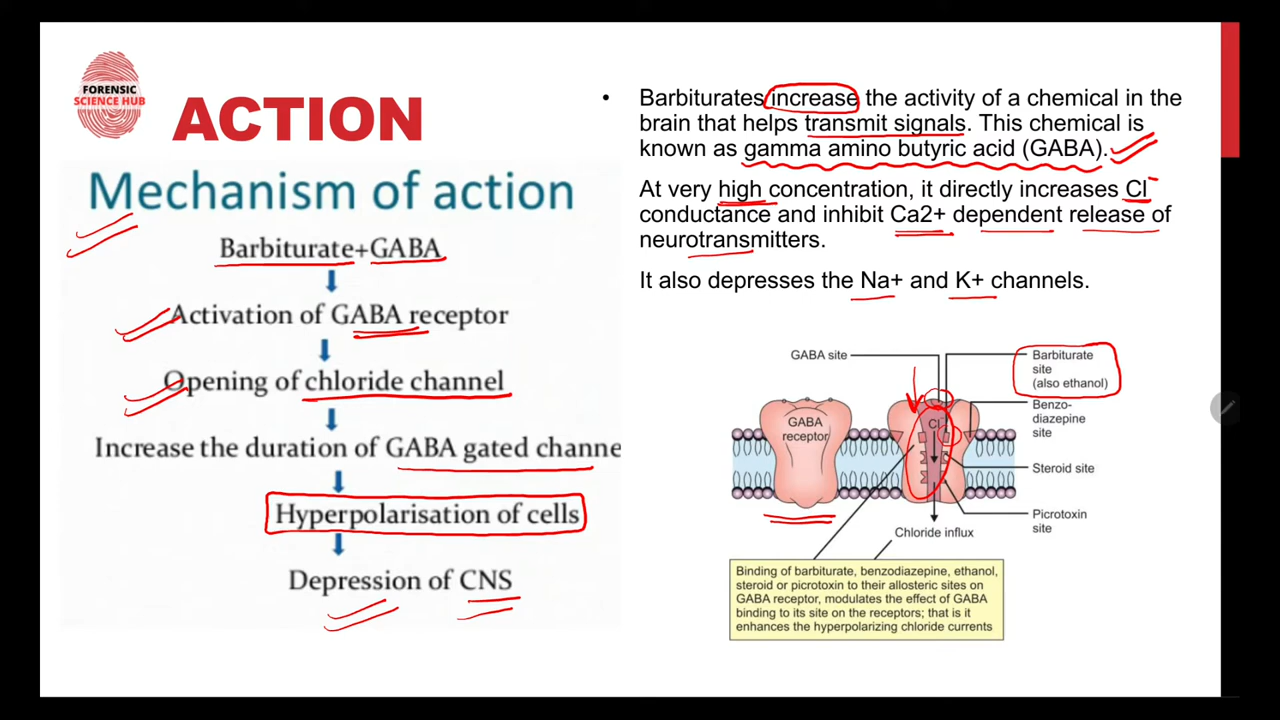 FORENSIC
SCIENCE HUB
ACTION
Mechanism of action
Barbiturate+GABA
Activation of GABA receptor
Opening of chloride channel
Increase the duration of GABA gated channe
Hyperpolarisation of cells
Depression of CNS
• Barbiturates increase the activity of a chemical in the
brain that helps transmit signals. This chemical is
known as gamma amino butyric acid (GABA).
At very high concentration, it directly increases Cl⁻
conductance and inhibit Ca2+ dependent release of
neurotransmitters.
It also depresses the Na+ and K+ channels.
GABA site
Barbiturate
site
(also ethanol)
Benzo-
diazepine
site
Steroid site
Picrotoxin
site
GABA
receptor
Cl⁻
Chloride influx
Binding of barbiturate, benzodiazepine, ethanol,
steroid or picrotoxin to their allosteric sites on
GABA receptor, modulates the effect of GABA
binding to its site on the receptors; that is it
enhances the hyperpolarizing chloride currents